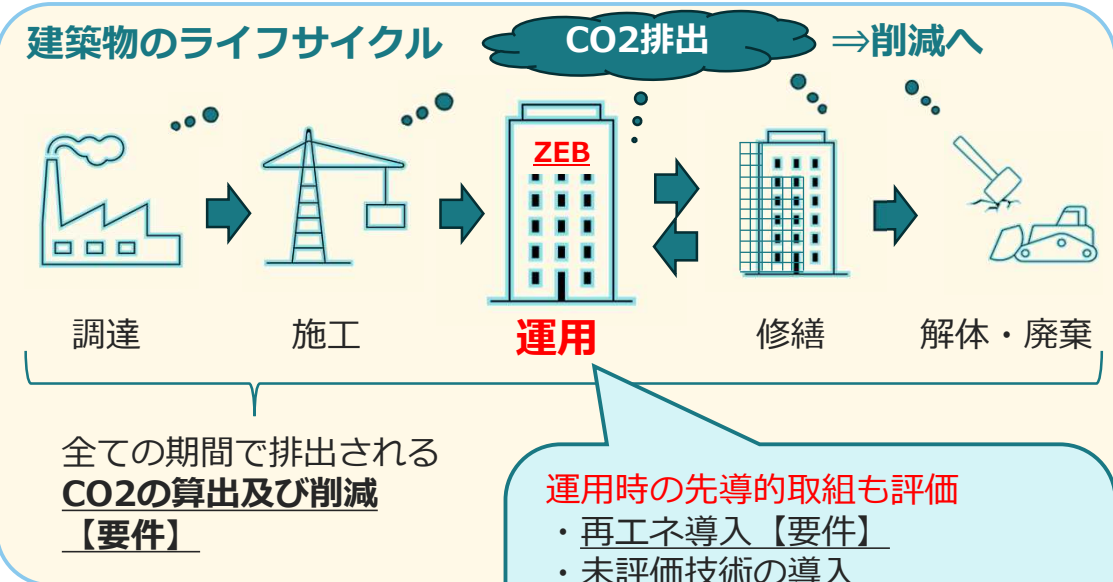 建築物のライフサイクル
CO2排出
⇒削減へ
ZEB
調達
施工
運用
修繕
解体・廃棄
全ての期間で排出される
CO2の算出及び削減
【要件】
運用時の先導的取組も評価
・再エネ導入【要件】
・未評価技術の導入